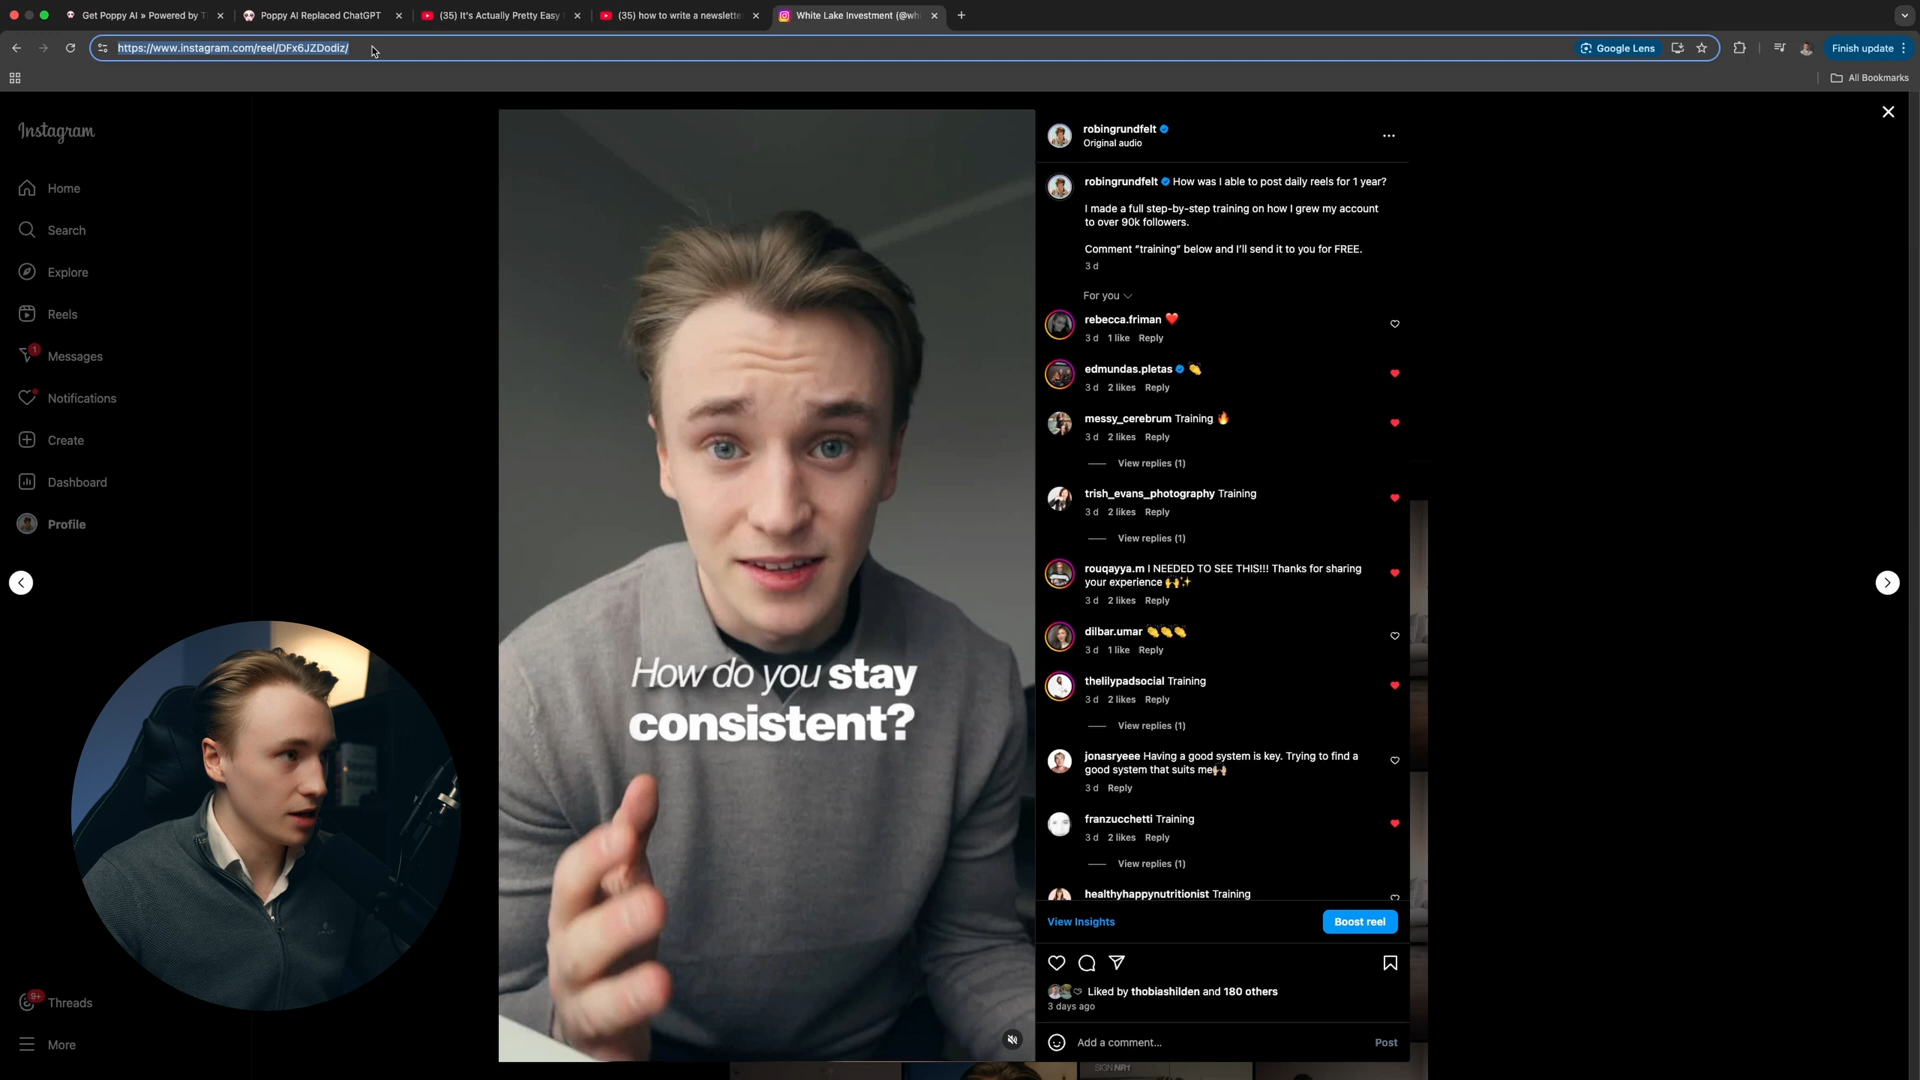 Get Poppy AI » Powered by T
Poppy AI Replaced ChatGPT
(35) It's Actually Pretty Easy
(35) how to write a newslette
White Lake Investment (@wh
https://www.instagram.com/reel/DFx6JZDodiz/
Google Lens
Finish update
All Bookmarks
Instagram
Home
Search
Explore
Reels
1
Messages
Notifications
Create
Dashboard
Profile
9+
Threads
More
How do you stay
consistent?
robingrundfelt
Original audio
robingrundfelt How was I able to post daily reels for 1 year?
I made a full step-by-step training on how I grew my account
to over 90k followers.
Comment "training" below and I'll send it to you for FREE.
3 d
For you
rebecca.friman ❤️
3 d 1 like Reply
edmundas.pletas 👏
3 d 2 likes Reply
messy_cerebrum Training 🔥
3 d 2 likes Reply
View replies (1)
trish_evans_photography Training
3 d 2 likes Reply
View replies (1)
rouqayya.m I NEEDED TO SEE THIS!!! Thanks for sharing
your experience 🙌✨
3 d 2 likes Reply
dilbar.umar 👏👏👏
3 d 1 like Reply
thelilypadsocial Training
3 d 2 likes Reply
View replies (1)
jonasryeee Having a good system is key. Trying to find a
good system that suits me🙌🏼
3 d Reply
franzucchetti Training
3 d 2 likes Reply
View replies (1)
healthyhappynutritionist Training
View Insights
Boost reel
Liked by thobiashilden and 180 others
3 days ago
Add a comment...
Post
SIGN NR1